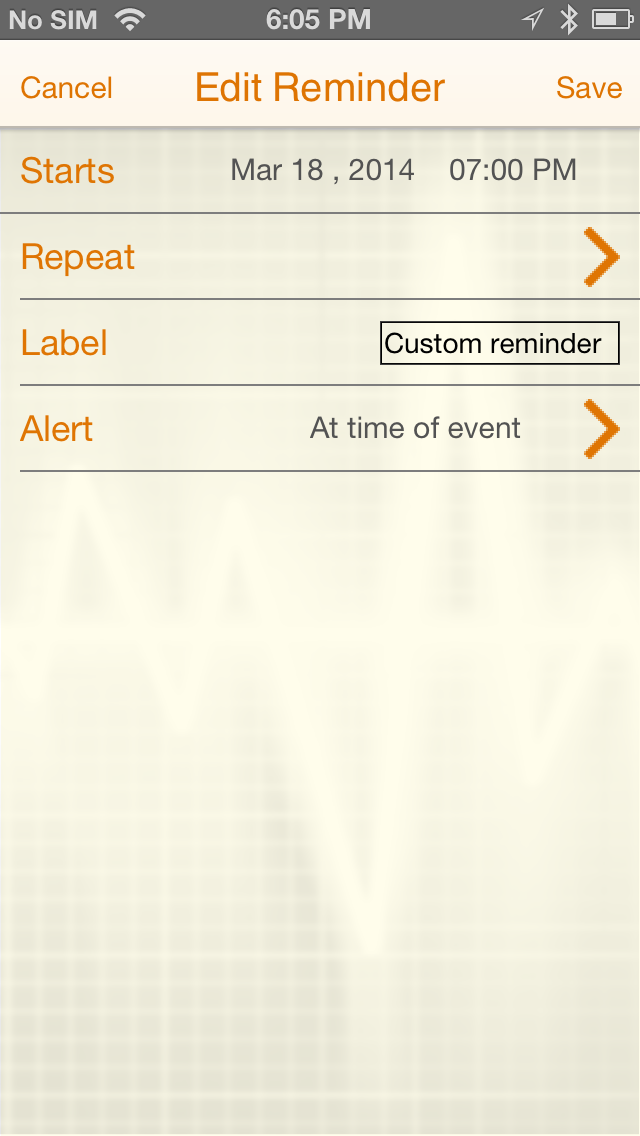 No SIM 6:05 PM
Cancel Edit Reminder Save
Starts Mar 18 , 2014 07:00 PM
Repeat
Label Custom reminder
Alert At time of event